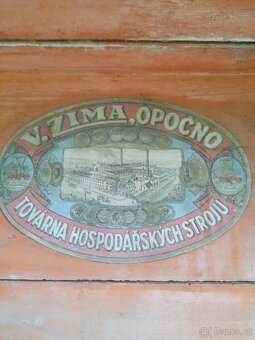 V. ZIMA, OPOČNO
TOVÁRNA HOSPODÁŘSKÝCH STROJŮ